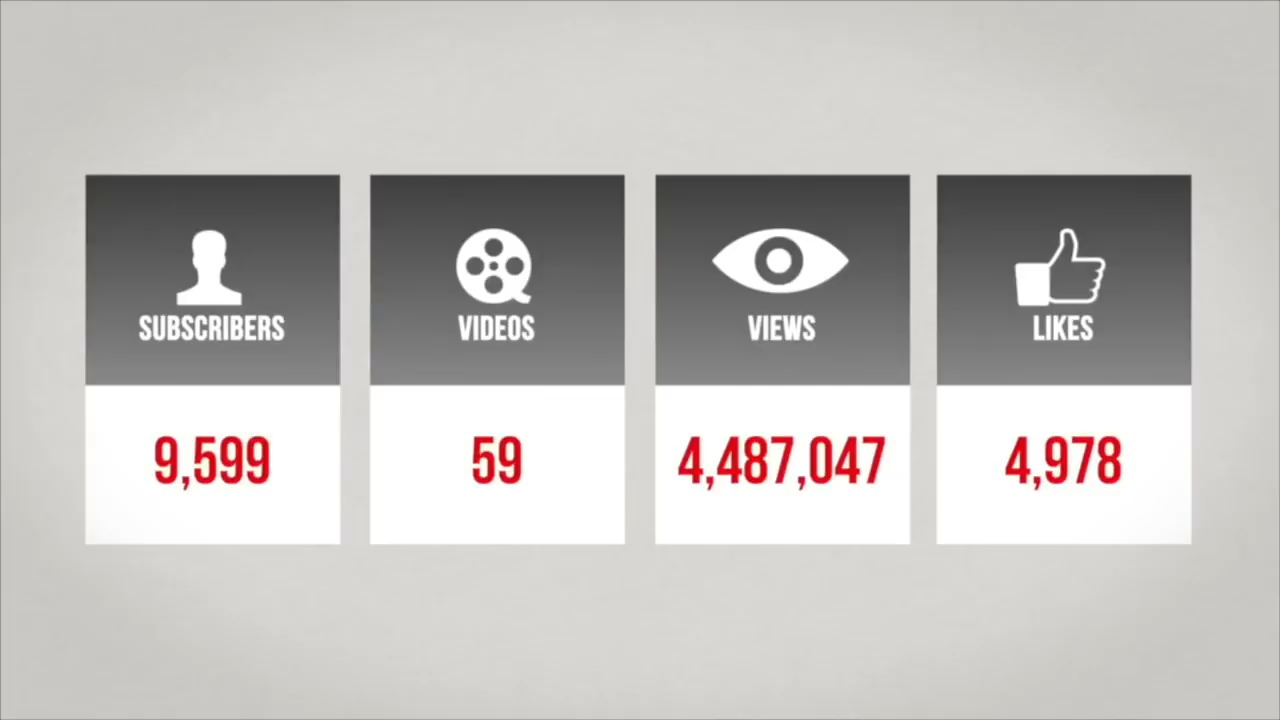 SUBSCRIBERS
9,599
VIDEOS
59
VIEWS
4,487,047
LIKES
4,978